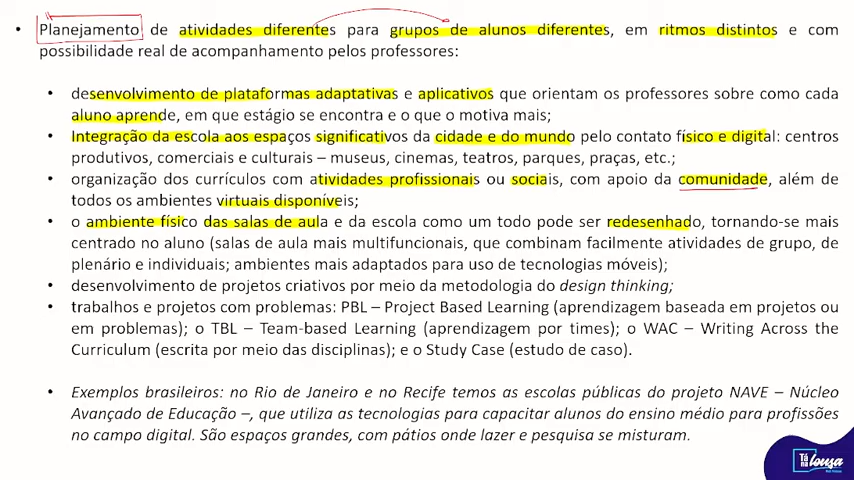 • Planejamento de atividades diferentes para grupos de alunos diferentes, em ritmos distintos e com
possibilidade real de acompanhamento pelos professores:
• desenvolvimento de plataformas adaptativas e aplicativos que orientam os professores sobre como cada
aluno aprende, em que estágio se encontra e o que o motiva mais;
• Integração da escola aos espaços significativos da cidade e do mundo pelo contato físico e digital: centros
produtivos, comerciais e culturais – museus, cinemas, teatros, parques, praças, etc.;
• organização dos currículos com atividades profissionais ou sociais, com apoio da comunidade, além de
todos os ambientes virtuais disponíveis;
• o ambiente físico das salas de aula e da escola como um todo pode ser redesenhado, tornando-se mais
centrado no aluno (salas de aula mais multifuncionais, que combinam facilmente atividades de grupo, de
plenário e individuais; ambientes mais adaptados para uso de tecnologias móveis);
• desenvolvimento de projetos criativos por meio da metodologia do design thinking;
• trabalhos e projetos com problemas: PBL – Project Based Learning (aprendizagem baseada em projetos ou
em problemas); o TBL – Team-based Learning (aprendizagem por times); o WAC – Writing Across the
Curriculum (escrita por meio das disciplinas); e o Study Case (estudo de caso).
• Exemplos brasileiros: no Rio de Janeiro e no Recife temos as escolas públicas do projeto NAVE – Núcleo
Avançado de Educação –, que utiliza as tecnologias para capacitar alunos do ensino médio para profissões
no campo digital. São espaços grandes, com pátios onde lazer e pesquisa se misturam.
Tá na lousa